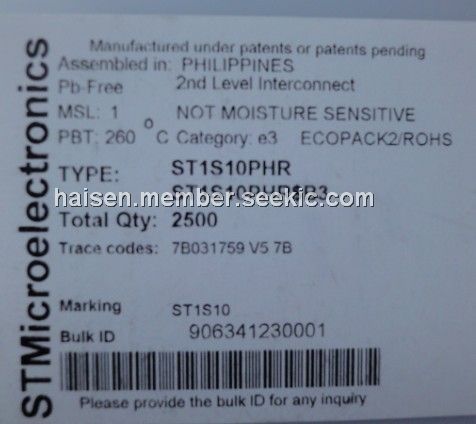 STMicroelectronics
Manufactured under patents or patents pending
Assembled in: PHILIPPINES
Pb-Free 2nd Level Interconnect
MSL: 1 NOT MOISTURE SENSITIVE
PBT: 260 °C Category: e3 ECOPACK2/ROHS
TYPE: ST1S10PHR
haisen.member.seekic.com
Total Qty: 2500
Trace codes: 7B031759 V5 7B
Marking ST1S10
Bulk ID 906341230001
Please provide the bulk ID for any inquiry